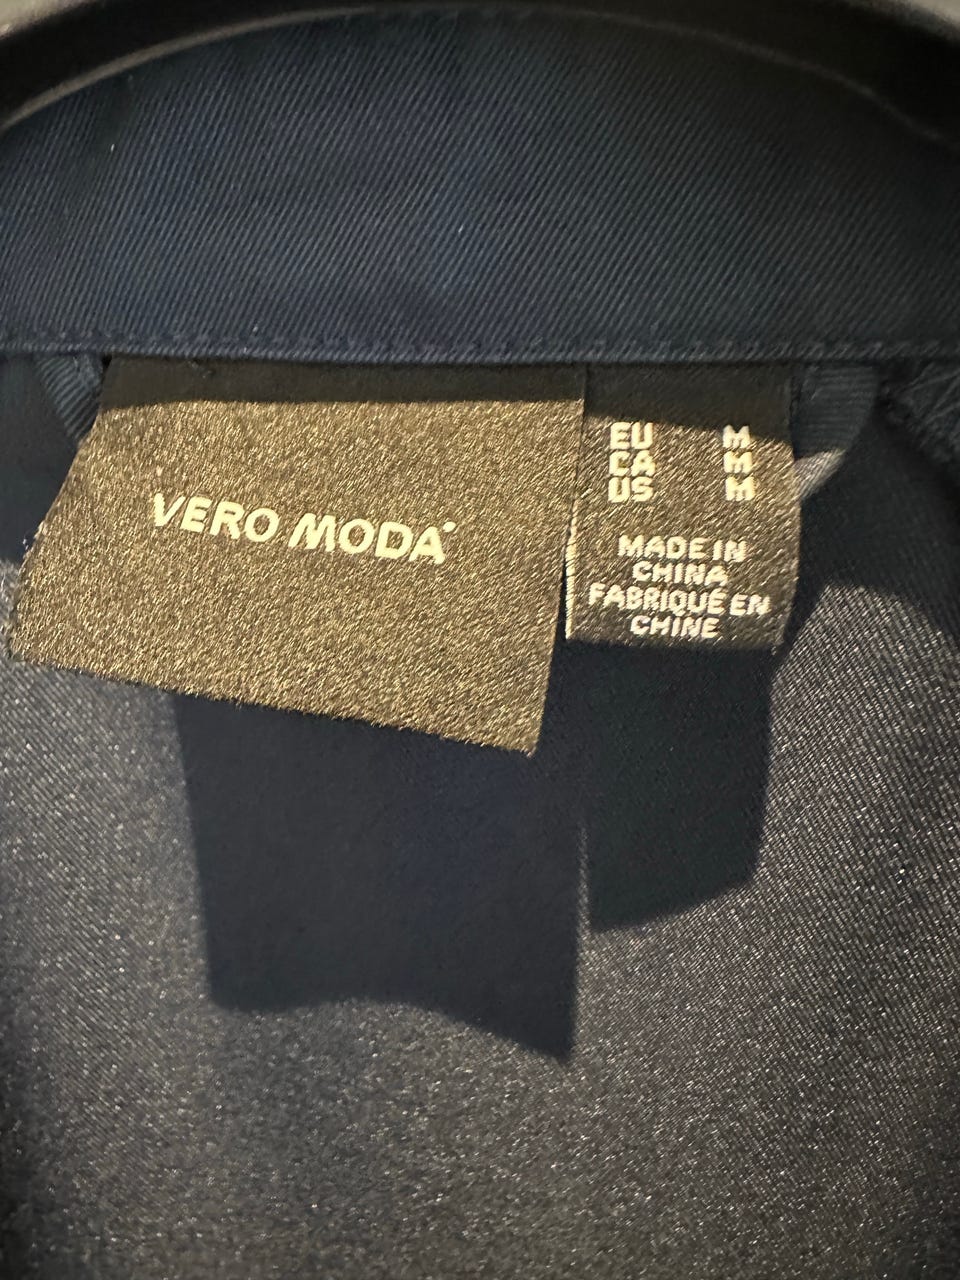 VERO MODA
EU M
CA M
US M
MADE IN
CHINA
FABRIQUÉ EN
CHINE